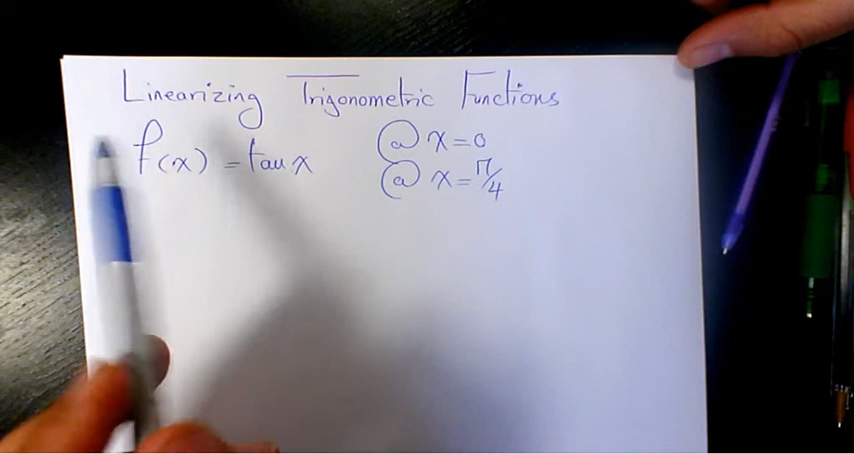 Linearizing Trigonometric Functions
f(x) = tan x @ x=0
@ x=π/4